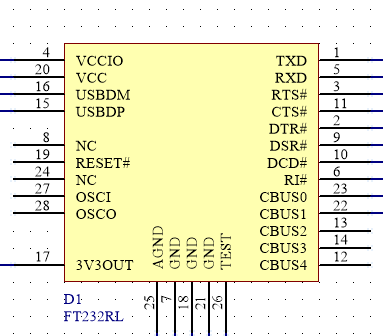 4 VCCIO TXD 1
20 VCC RXD 5
16 USBDM RTS# 3
15 USBDP CTS# 11
DTR# 2
8 NC DSR# 9
19 RESET# DCD# 10
24 NC RI# 6
27 OSCI CBUS0 23
28 OSCO CBUS1 22
CBUS2 13
CBUS3 14
17 3V3OUT CBUS4 12
AGND 25
GND 7
GND 18
GND 21
TEST 26
D1
FT232RL